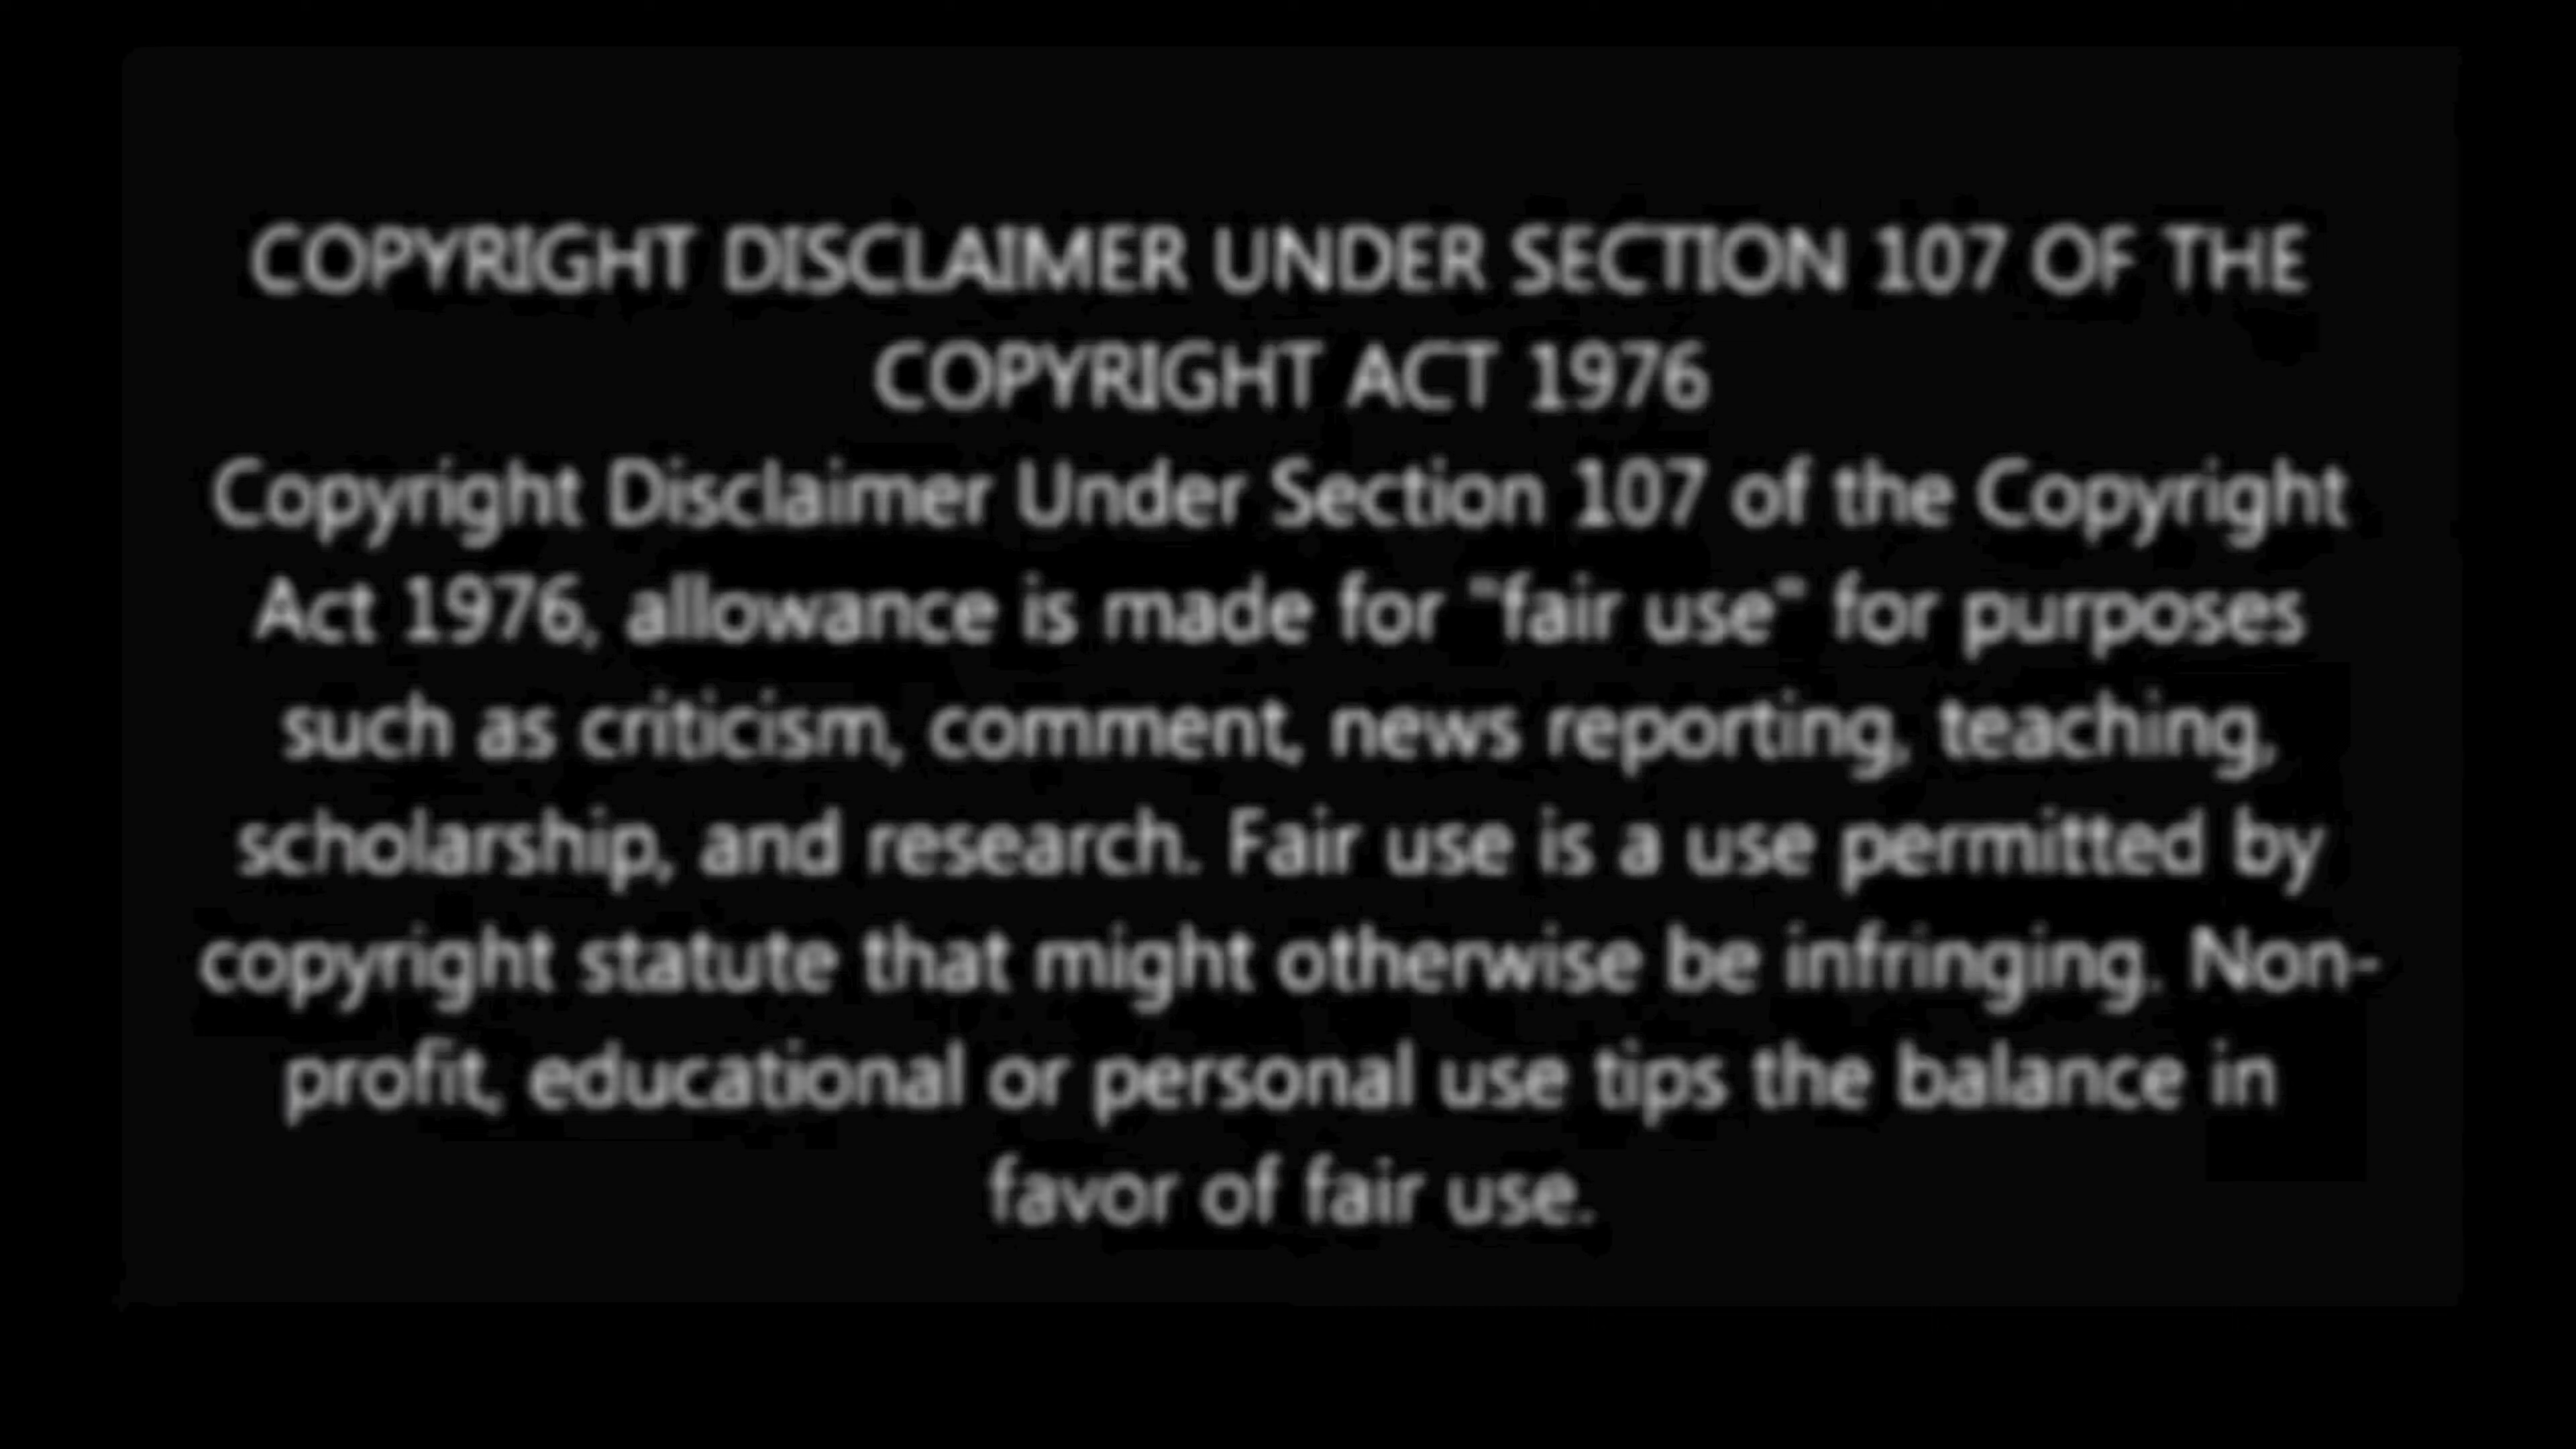 COPYRIGHT DISCLAIMER UNDER SECTION 107 OF THE
COPYRIGHT ACT 1976
Copyright Disclaimer Under Section 107 of the Copyright
Act 1976, allowance is made for "fair use" for purposes
such as criticism, comment, news reporting, teaching,
scholarship, and research. Fair use is a use permitted by
copyright statute that might otherwise be infringing. Non-
profit, educational or personal use tips the balance in
favor of fair use.